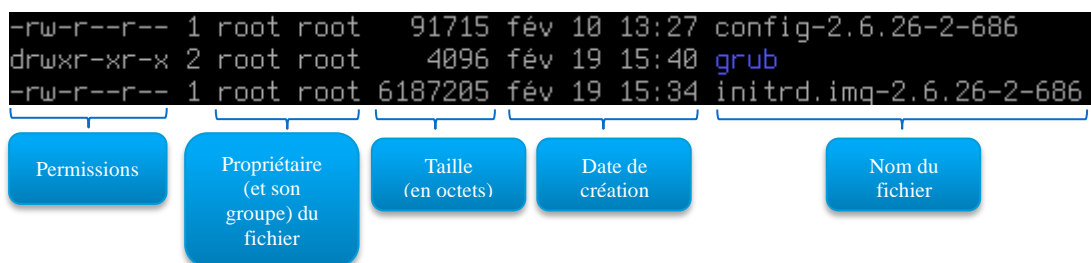 -rw-r--r-- 1 root root 91715 fév 10 13:27 config-2.6.26-2-686
drwxr-xr-x 2 root root 4096 fév 19 15:40 grub
-rw-r--r-- 1 root root 6187205 fév 19 15:34 initrd.img-2.6.26-2-686
Permissions
Propriétaire
(et son
groupe) du
fichier
Taille
(en octets)
Date de
création
Nom du
fichier